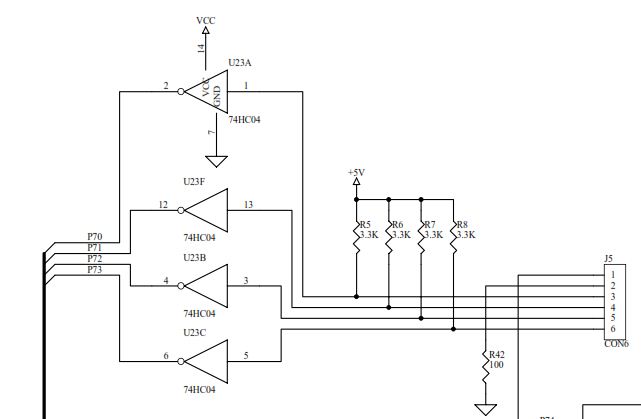 VCC
14
U23A
2
VCC
GND
1
74HC04
7
U23F
12
13
74HC04
+5V
R5
3.3K
R6
3.3K
R7
3.3K
R8
3.3K
P70
P71
P72
P73
U23B
4
3
74HC04
U23C
6
5
74HC04
J5
1
2
3
4
5
6
CON6
R42
100